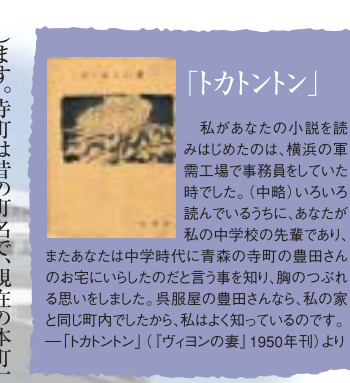 します。寺町は昔の町名で、現在の本町一
「トカトントン」
私があなたの小説を読
みはじめたのは、横浜の軍
需工場で事務員をしていた
時でした。（中略）いろいろ
読んでいるうちに、あなたが
私の中学校の先輩であり、
またあなたは中学時代に青森の寺町の豊田さん
のお宅にいらしたのだと言う事を知り、胸のつぶれ
る思いをしました。呉服屋の豊田さんなら、私の家
と同じ町内でしたから、私はよく知っているのです。
―「トカトントン」（『ヴィヨンの妻』1950年刊）より